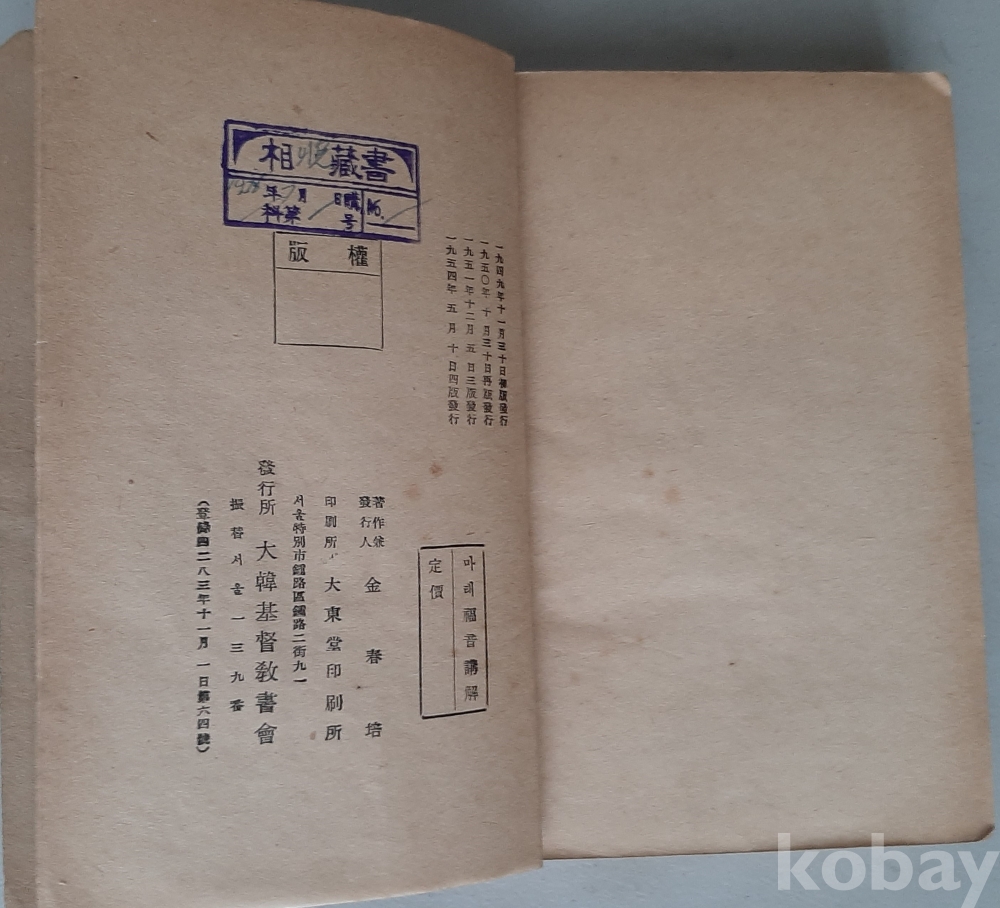 一九四九年十一月三十日初版發行
一九五〇年十月三十日再版發行
一九五一年十二月五日三版發行
一九五四年五月十日四版發行
마태福音講解
定價
著作兼
發行人 金春培
印刷所 大東堂印刷所
서울特別市鍾路區鍾路二街九一
發行所 大韓基督敎書會
振替서울一三九番
(登錄四二八三年十一月一日第六四號)
版權
相 藏書
年 月 日購
科第 号
No.
kobay